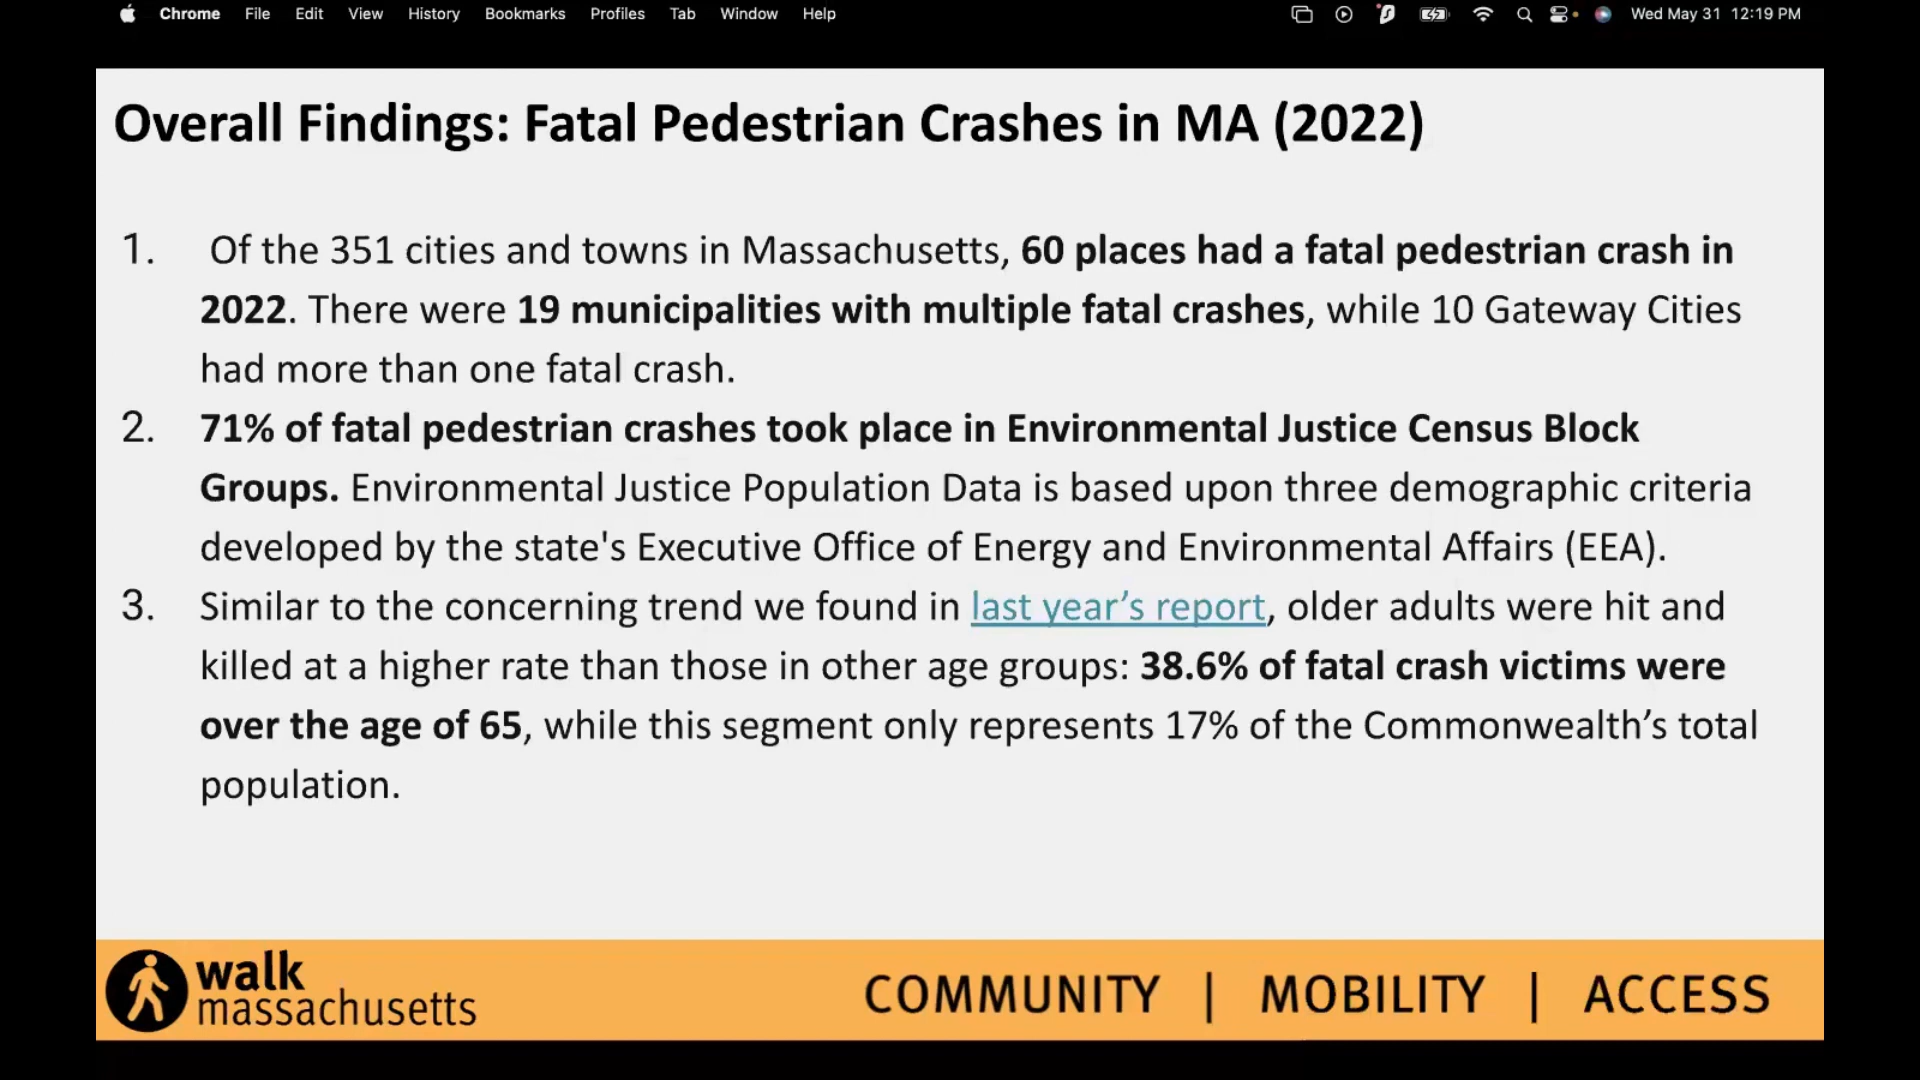 Chrome File Edit View History Bookmarks Profiles Tab Window Help Wed May 31 12:19 PM
Overall Findings: Fatal Pedestrian Crashes in MA (2022)
1. Of the 351 cities and towns in Massachusetts, 60 places had a fatal pedestrian crash in
2022. There were 19 municipalities with multiple fatal crashes, while 10 Gateway Cities
had more than one fatal crash.
2. 71% of fatal pedestrian crashes took place in Environmental Justice Census Block
Groups. Environmental Justice Population Data is based upon three demographic criteria
developed by the state's Executive Office of Energy and Environmental Affairs (EEA).
3. Similar to the concerning trend we found in last year’s report, older adults were hit and
killed at a higher rate than those in other age groups: 38.6% of fatal crash victims were
over the age of 65, while this segment only represents 17% of the Commonwealth’s total
population.
walk
massachusetts
COMMUNITY | MOBILITY | ACCESS